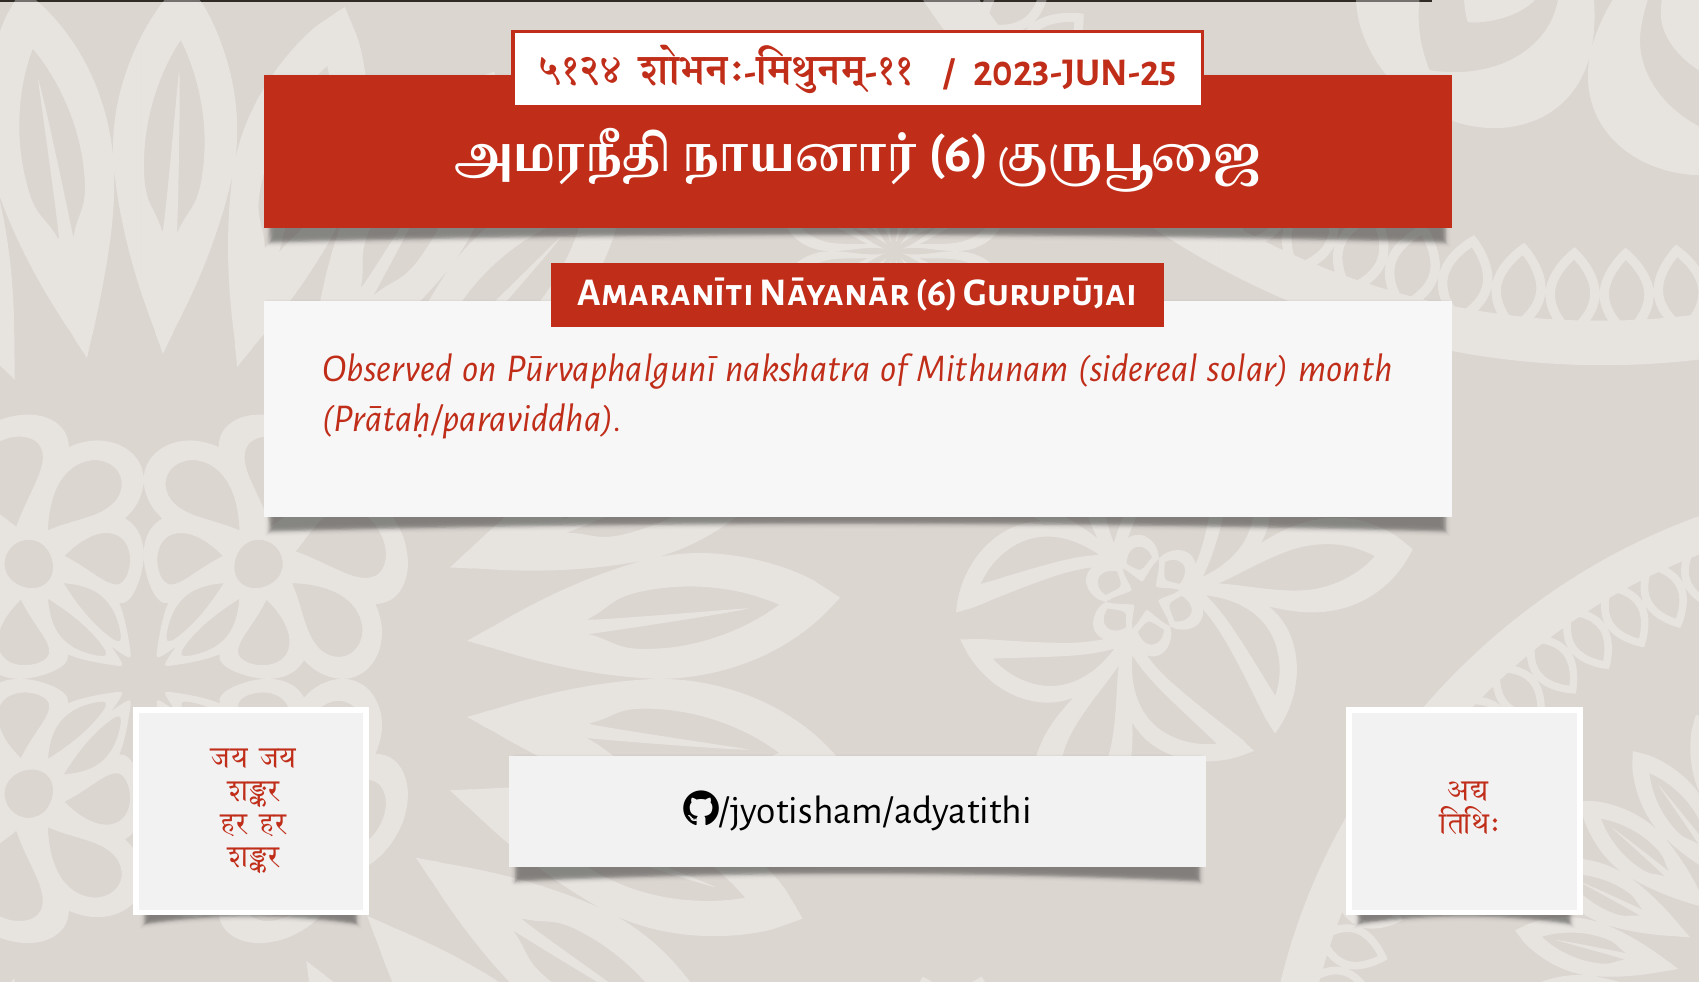 ५१२४ शोभनः-मिथुनम्-११ / 2023-JUN-25
அமரநீதி நாயனார் (6) குருபூஜை
Amaranīti Nāyanār (6) Gurupūjai
Observed on Pūrvaphalgunī nakshatra of Mithunam (sidereal solar) month
(Prātaḥ/paraviddha).
जय जय
शङ्कर
हर हर
शङ्कर
/jyotisham/adyatithi
अद्य
तिथिः